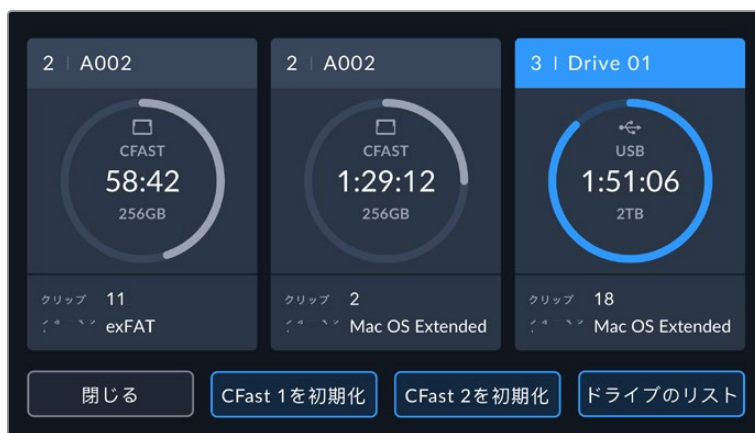 2 | A002
CFAST
58:42
256GB
クリップ 11
exFAT
2 | A002
CFAST
1:29:12
256GB
クリップ 2
Mac OS Extended
3 | Drive 01
USB
1:51:06
2TB
クリップ 18
Mac OS Extended
閉じる
CFast 1を初期化
CFast 2を初期化
ドライブのリスト